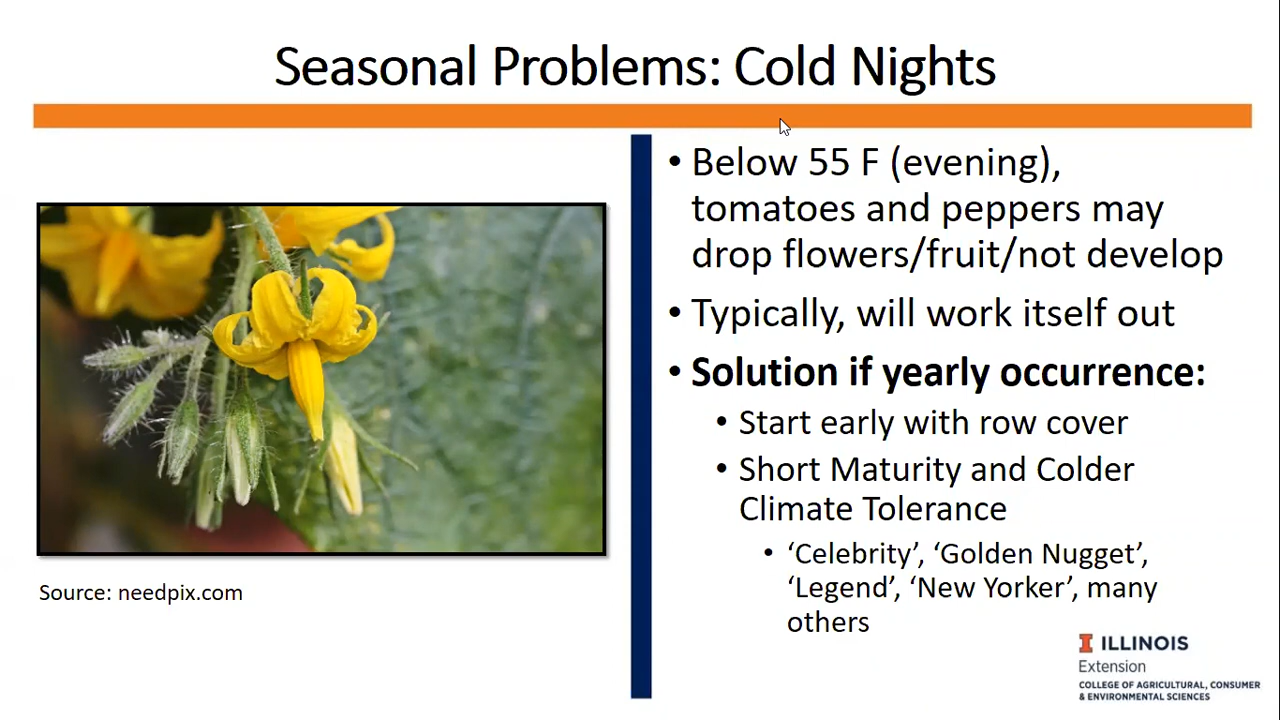 Seasonal Problems: Cold Nights
• Below 55 F (evening),
tomatoes and peppers may
drop flowers/fruit/not develop
• Typically, will work itself out
• Solution if yearly occurrence:
• Start early with row cover
• Short Maturity and Colder
Climate Tolerance
• ‘Celebrity’, ‘Golden Nugget’,
‘Legend’, ‘New Yorker’, many
others
Source: needpix.com
I ILLINOIS
Extension
COLLEGE OF AGRICULTURAL, CONSUMER
& ENVIRONMENTAL SCIENCES